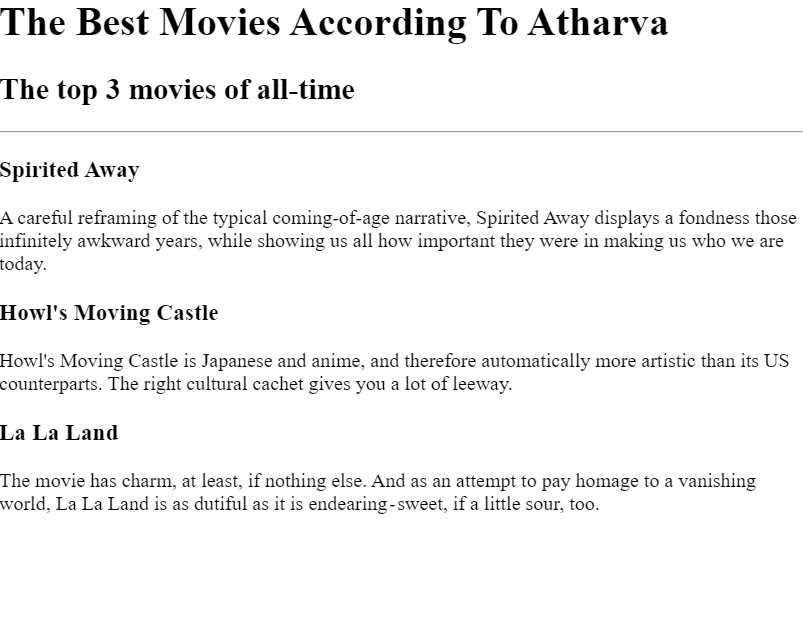 The Best Movies According To Atharva
The top 3 movies of all-time
Spirited Away
A careful reframing of the typical coming-of-age narrative, Spirited Away displays a fondness those
infinitely awkward years, while showing us all how important they were in making us who we are
today.
Howl's Moving Castle
Howl's Moving Castle is Japanese and anime, and therefore automatically more artistic than its US
counterparts. The right cultural cachet gives you a lot of leeway.
La La Land
The movie has charm, at least, if nothing else. And as an attempt to pay homage to a vanishing
world, La La Land is as dutiful as it is endearing-sweet, if a little sour, too.